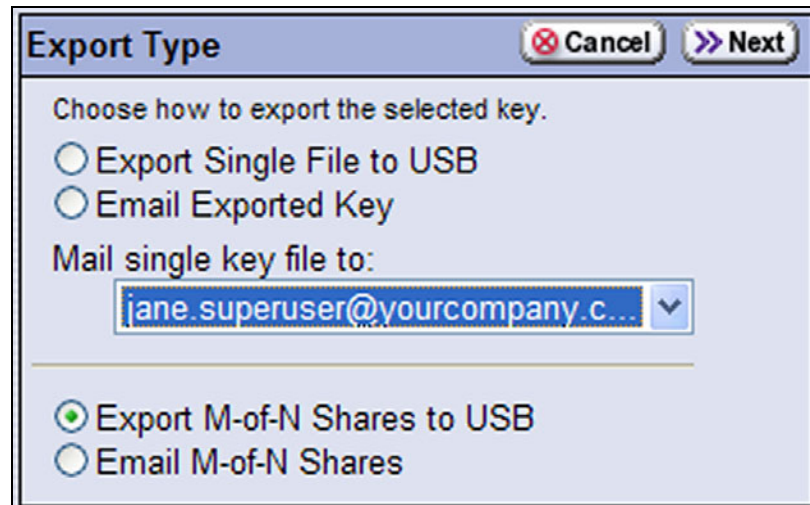 Export Type
Cancel
Next
Choose how to export the selected key.
Export Single File to USB
Email Exported Key
Mail single key file to:
jane.superuser@yourcompany.c...
Export M-of-N Shares to USB
Email M-of-N Shares